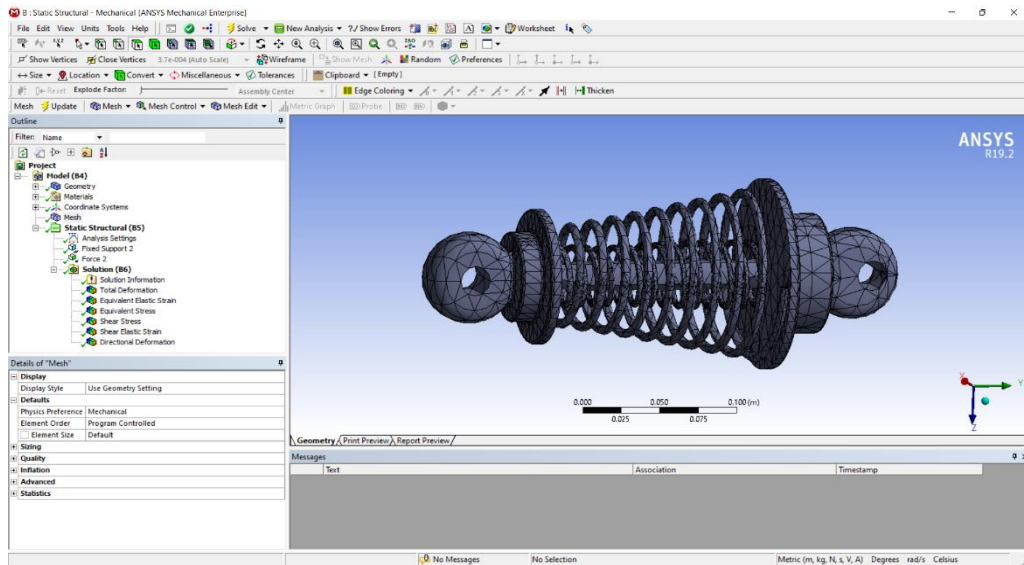 B : Static Structural - Mechanical [ANSYS Mechanical Enterprise]
File Edit View Units Tools Help Solve New Analysis ?/ Show Errors Worksheet
Show Vertices Close Vertices 3.7e-004 (Auto Scale) Wireframe Show Mesh Random Preferences
Size Location Convert Miscellaneous Tolerances Clipboard [Empty]
Reset Explode Factor: Assembly Center Edge Coloring Thicken
Mesh Update Mesh Mesh Control Mesh Edit Metric Graph Probe
Outline
Filter: Name
Project
Model (B4)
Geometry
Materials
Coordinate Systems
Mesh
Static Structural (B5)
Analysis Settings
Fixed Support 2
Force 2
Solution (B6)
Solution Information
Total Deformation
Equivalent Elastic Strain
Equivalent Stress
Shear Stress
Shear Elastic Strain
Directional Deformation
Details of "Mesh"
Display
Display Style Use Geometry Setting
Defaults
Physics Preference Mechanical
Element Order Program Controlled
Element Size Default
Sizing
Quality
Inflation
Advanced
Statistics
ANSYS
R19.2
0.000 0.050 0.100 (m)
0.025 0.075
X
Y
Z
Geometry Print Preview Report Preview
Messages
Text Association Timestamp
No Messages No Selection Metric (m, kg, N, s, V, A) Degrees rad/s Celsius